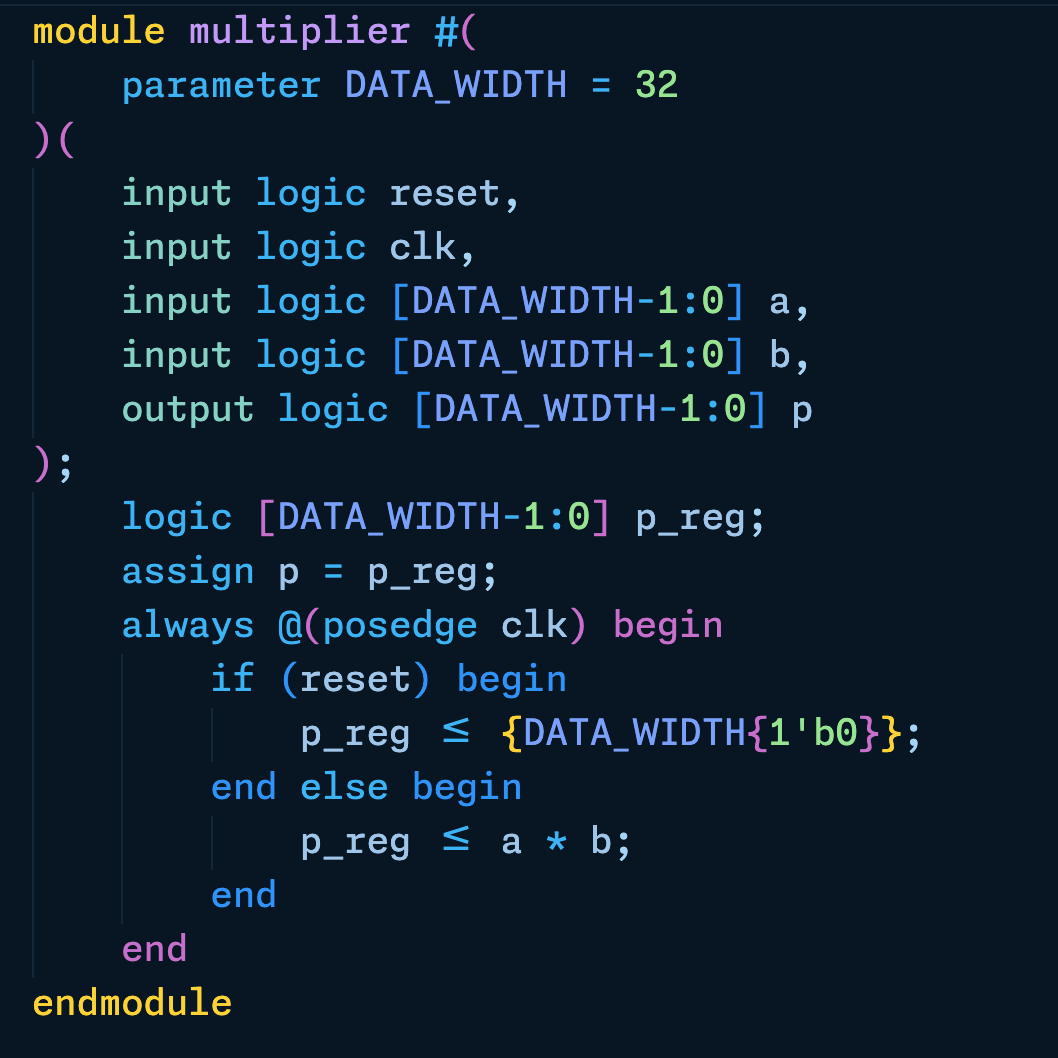 module multiplier #(
    parameter DATA_WIDTH = 32
)(
    input logic reset,
    input logic clk,
    input logic [DATA_WIDTH-1:0] a,
    input logic [DATA_WIDTH-1:0] b,
    output logic [DATA_WIDTH-1:0] p
);
    logic [DATA_WIDTH-1:0] p_reg;
    assign p = p_reg;
    always @(posedge clk) begin
        if (reset) begin
            p_reg ≤ {DATA_WIDTH{1'b0}};
        end else begin
            p_reg ≤ a * b;
        end
    end
endmodule